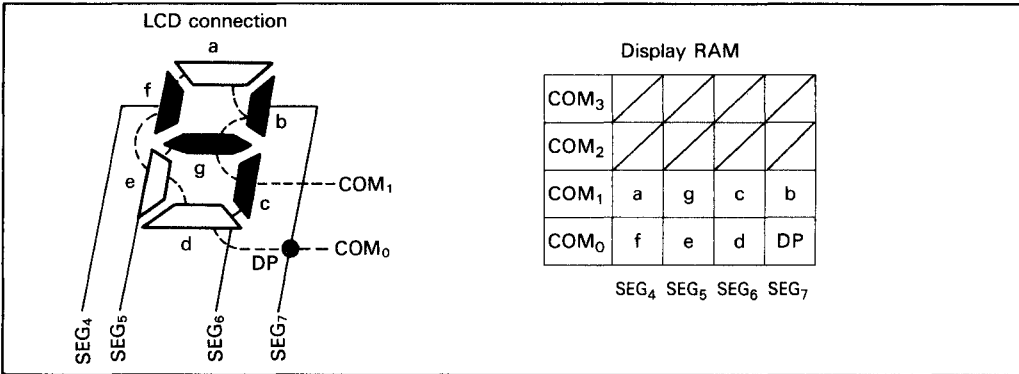 LCD connection
a
f
b
g
e
c
d
DP
COM₁
COM₀
SEG₄
SEG₅
SEG₆
SEG₇
Display RAM
COM₃
COM₂
COM₁ a g c b
COM₀ f e d DP
SEG₄ SEG₅ SEG₆ SEG₇